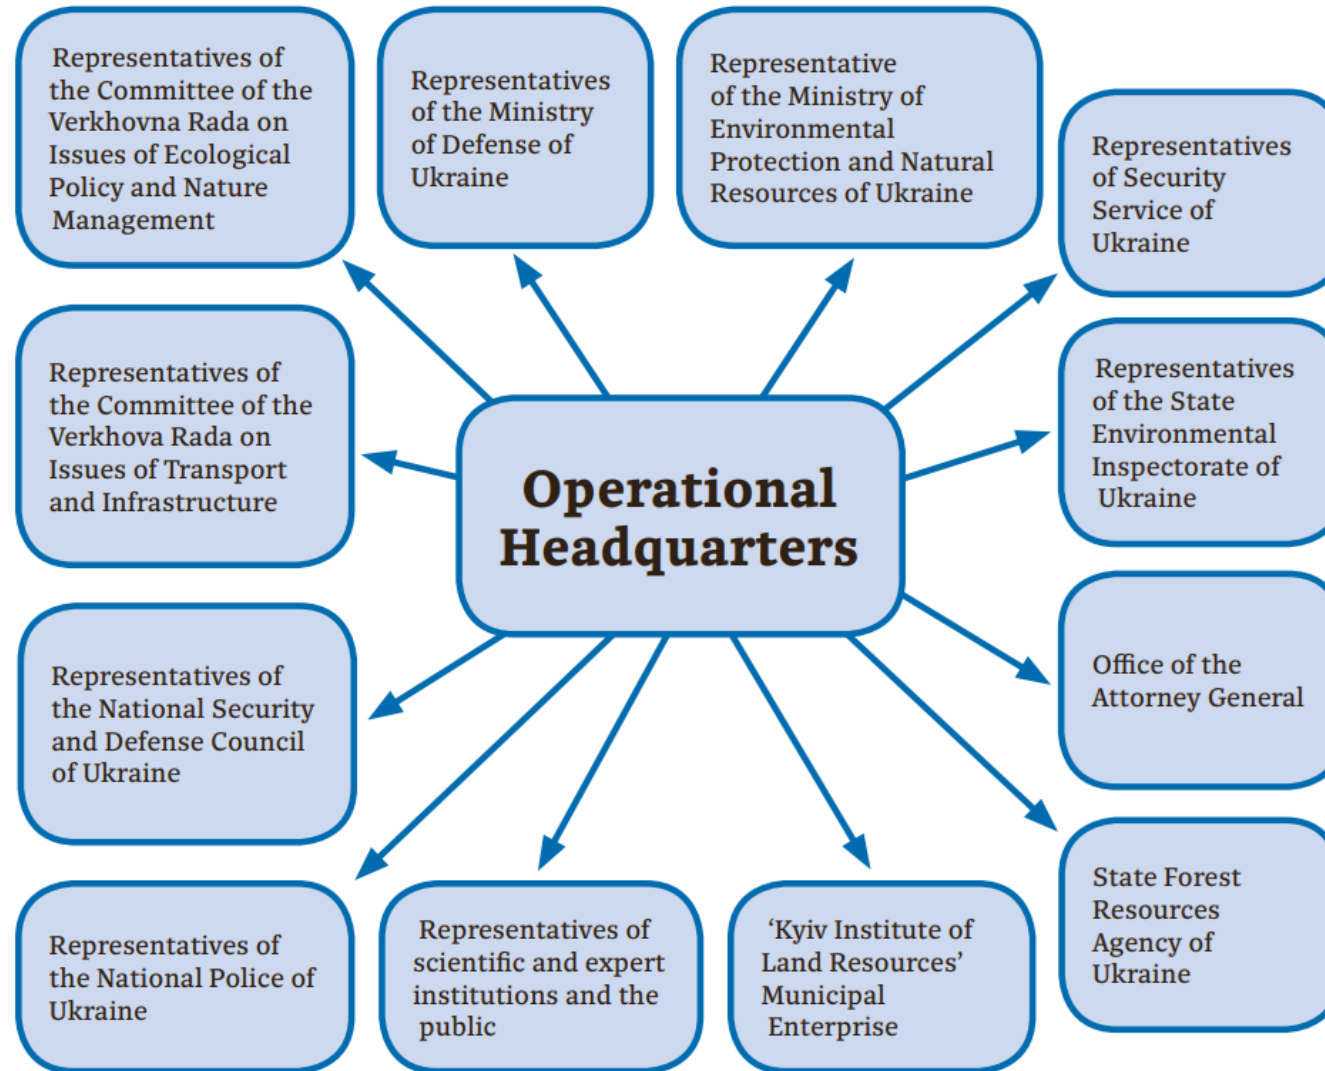 Representatives of
the Committee of the
Verkhovna Rada on
Issues of Ecological
Policy and Nature
Management
Representatives
of the Ministry
of Defense of
Ukraine
Representative
of the Ministry of
Environmental
Protection and Natural
Resources of Ukraine
Representatives
of Security
Service of
Ukraine
Representatives of
the Committee of the
Verkhova Rada on
Issues of Transport
and Infrastructure
Operational
Headquarters
Representatives
of the State
Environmental
Inspectorate of
Ukraine
Representatives of
the National Security
and Defense Council
of Ukraine
Office of the
Attorney General
Representatives of
the National Police of
Ukraine
Representatives of
scientific and expert
institutions and the
public
‘Kyiv Institute of
Land Resources’
Municipal
Enterprise
State Forest
Resources
Agency of
Ukraine